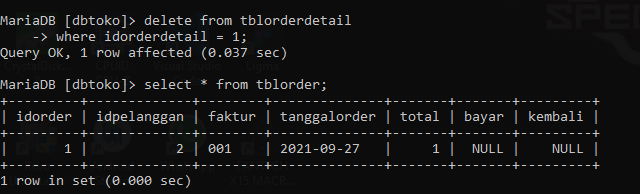 MariaDB [dbtoko]> delete from tblorderdetail
    -> where idorderdetail = 1;
Query OK, 1 row affected (0.037 sec)

MariaDB [dbtoko]> select * from tblorder;
+---------+-------------+--------+--------------+-------+-------+---------+
| idorder | idpelanggan | faktur | tanggalorder | total | bayar | kembali |
+---------+-------------+--------+--------------+-------+-------+---------+
|       1 |           2 | 001    | 2021-09-27   |     1 |  NULL |    NULL |
+---------+-------------+--------+--------------+-------+-------+---------+
1 row in set (0.000 sec)